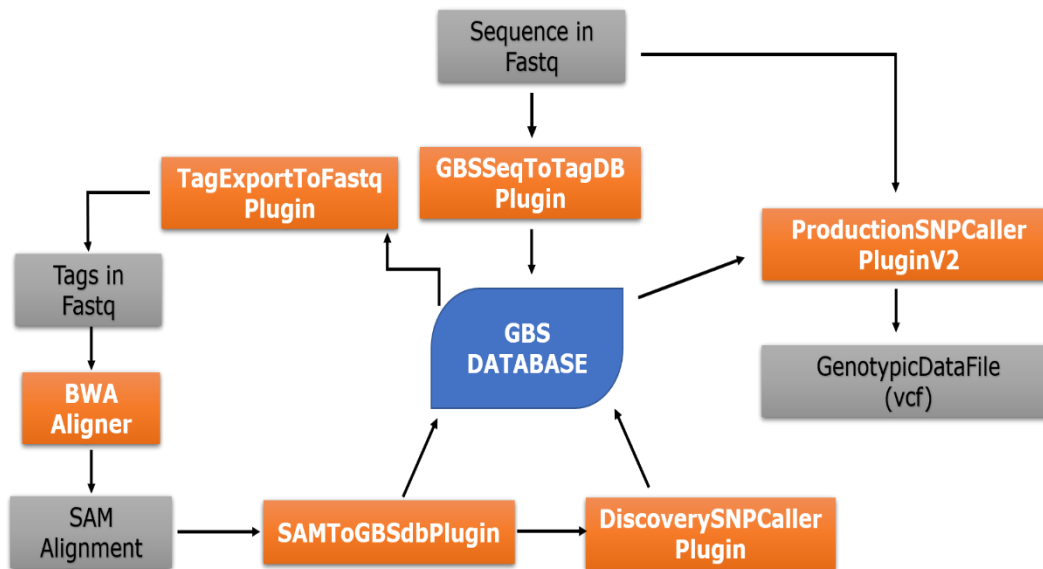 Sequence in
Fastq
TagExportToFastq
Plugin
GBSSeqToTagDB
Plugin
ProductionSNPCaller
PluginV2
Tags in
Fastq
GBS
DATABASE
GenotypicDataFile
(vcf)
BWA
Aligner
SAM
Alignment
SAMToGBSdbPlugin
DiscoverySNPCaller
Plugin